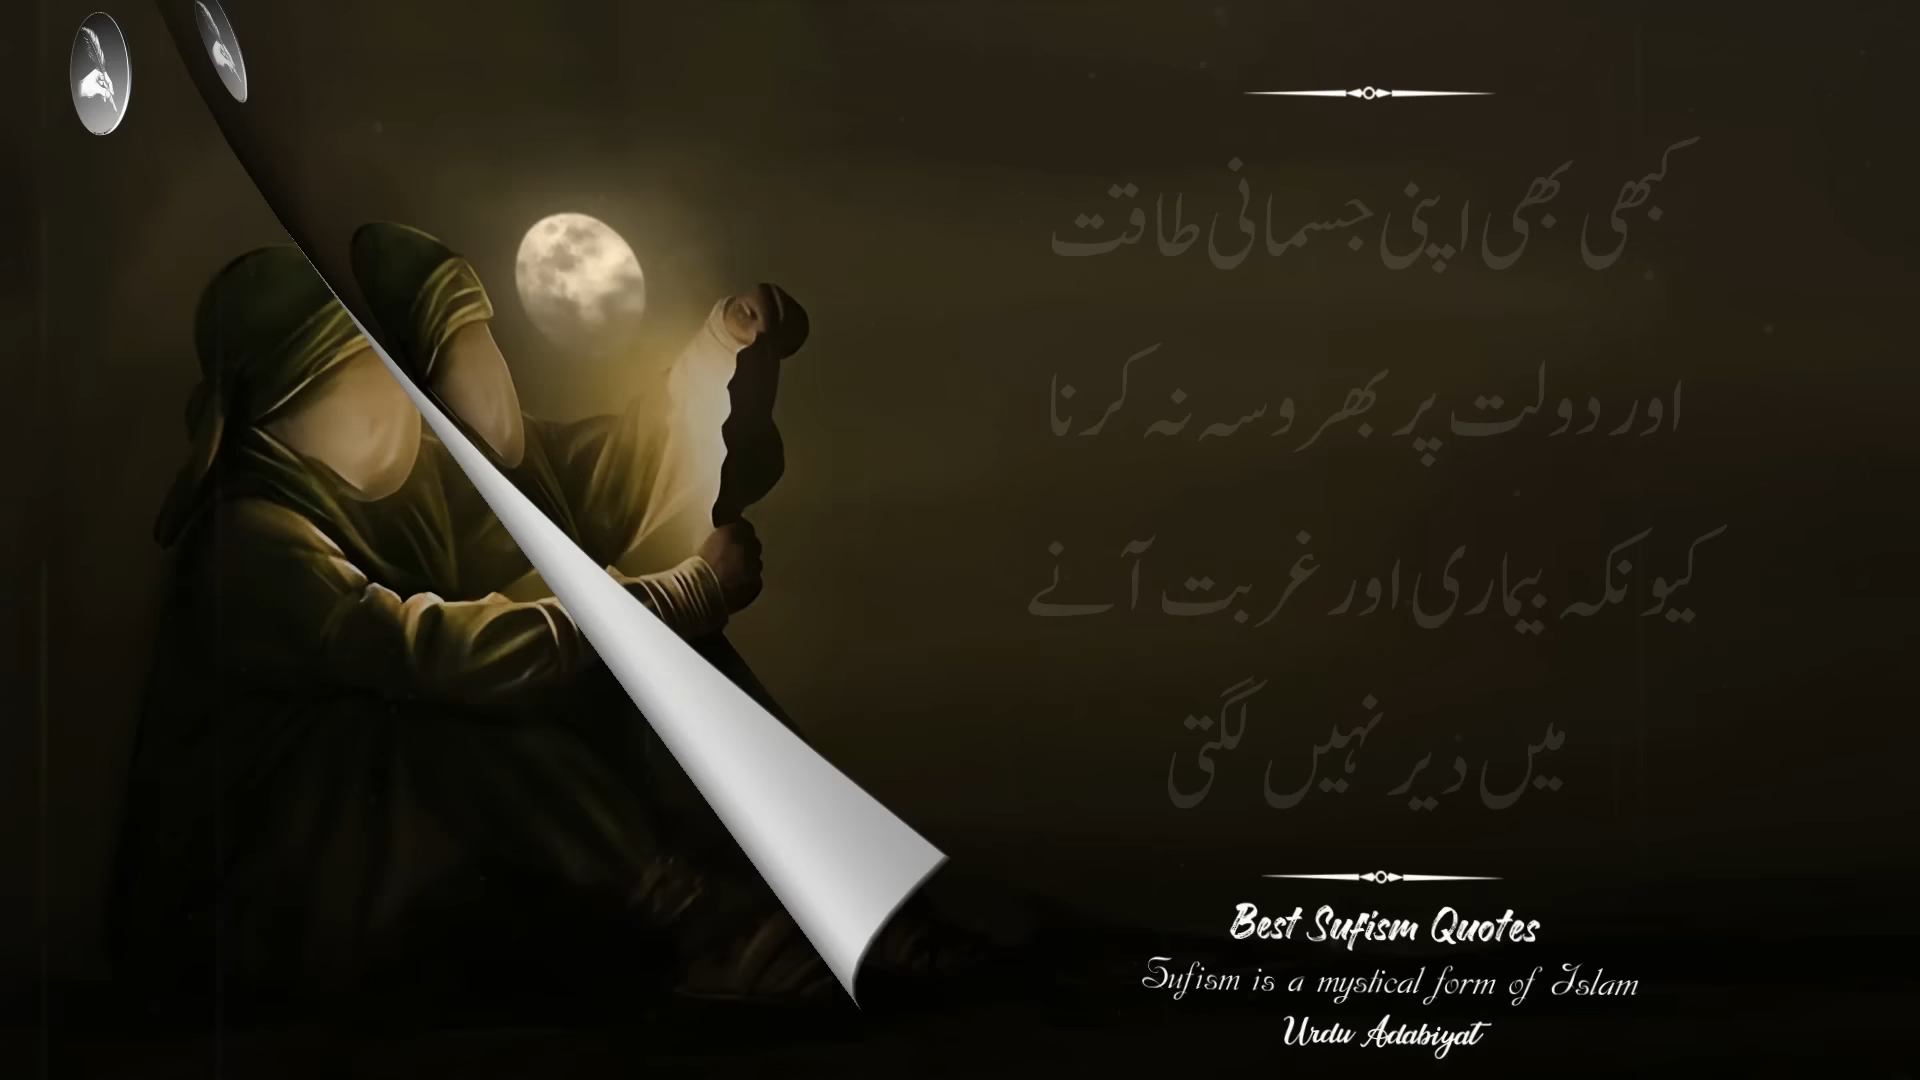 کبھی بھی اپنی جسمانی طاقت
اور دولت پر بھروسہ نہ کرنا
کیونکہ بیماری اور غربت آنے
میں دیر نہیں لگتی
Best Sufism Quotes
Sufism is a mystical form of Islam
Urdu Adabiyat